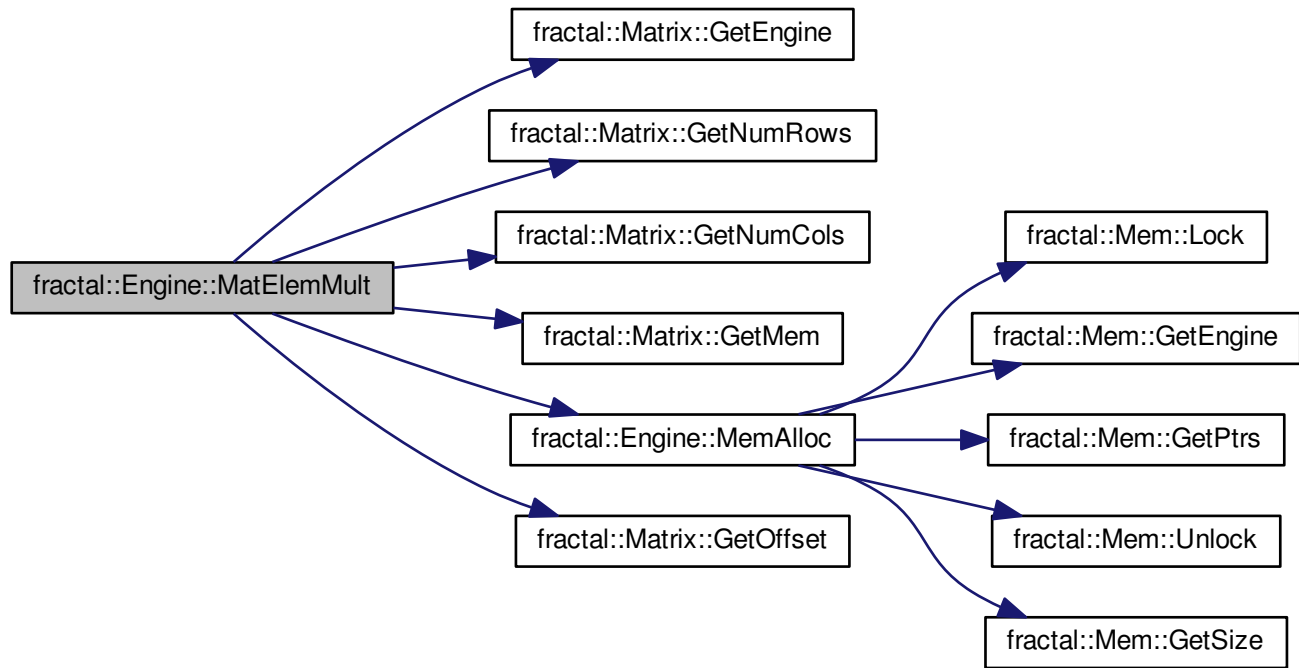 fractal::Matrix::GetEngine
fractal::Matrix::GetNumRows
fractal::Matrix::GetNumCols
fractal::Mem::Lock
fractal::Engine::MatElemMult
fractal::Matrix::GetMem
fractal::Mem::GetEngine
fractal::Engine::MemAlloc
fractal::Mem::GetPtrs
fractal::Matrix::GetOffset
fractal::Mem::Unlock
fractal::Mem::GetSize